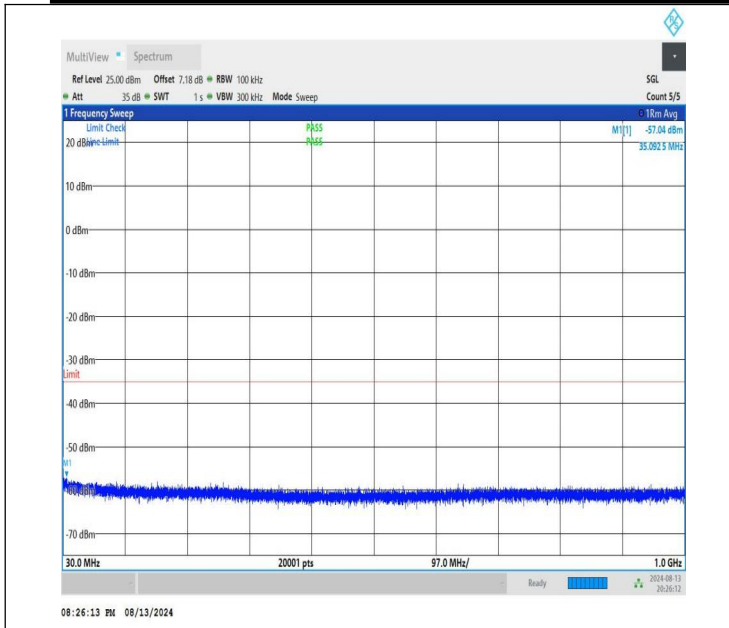 MultiView Spectrum
Ref Level 25.00 dBm Offset 7.18 dB RBW 100 kHz SGL
Att 35 dB SWT 1 s VBW 300 kHz Mode Sweep Count 5/5
1 Frequency Sweep 1Rm Avg
Limit Check PASS M1[1] -57.04 dBm
20 dBm Line Limit PASS 35.092 5 MHz
10 dBm
0 dBm
-10 dBm
-20 dBm
-30 dBm
Limit
-40 dBm
-50 dBm
M1
-60 dBm
-70 dBm
30.0 MHz 20001 pts 97.0 MHz/ 1.0 GHz
Ready 2024-08-13
20:26:12
08:26:13 PM 08/13/2024